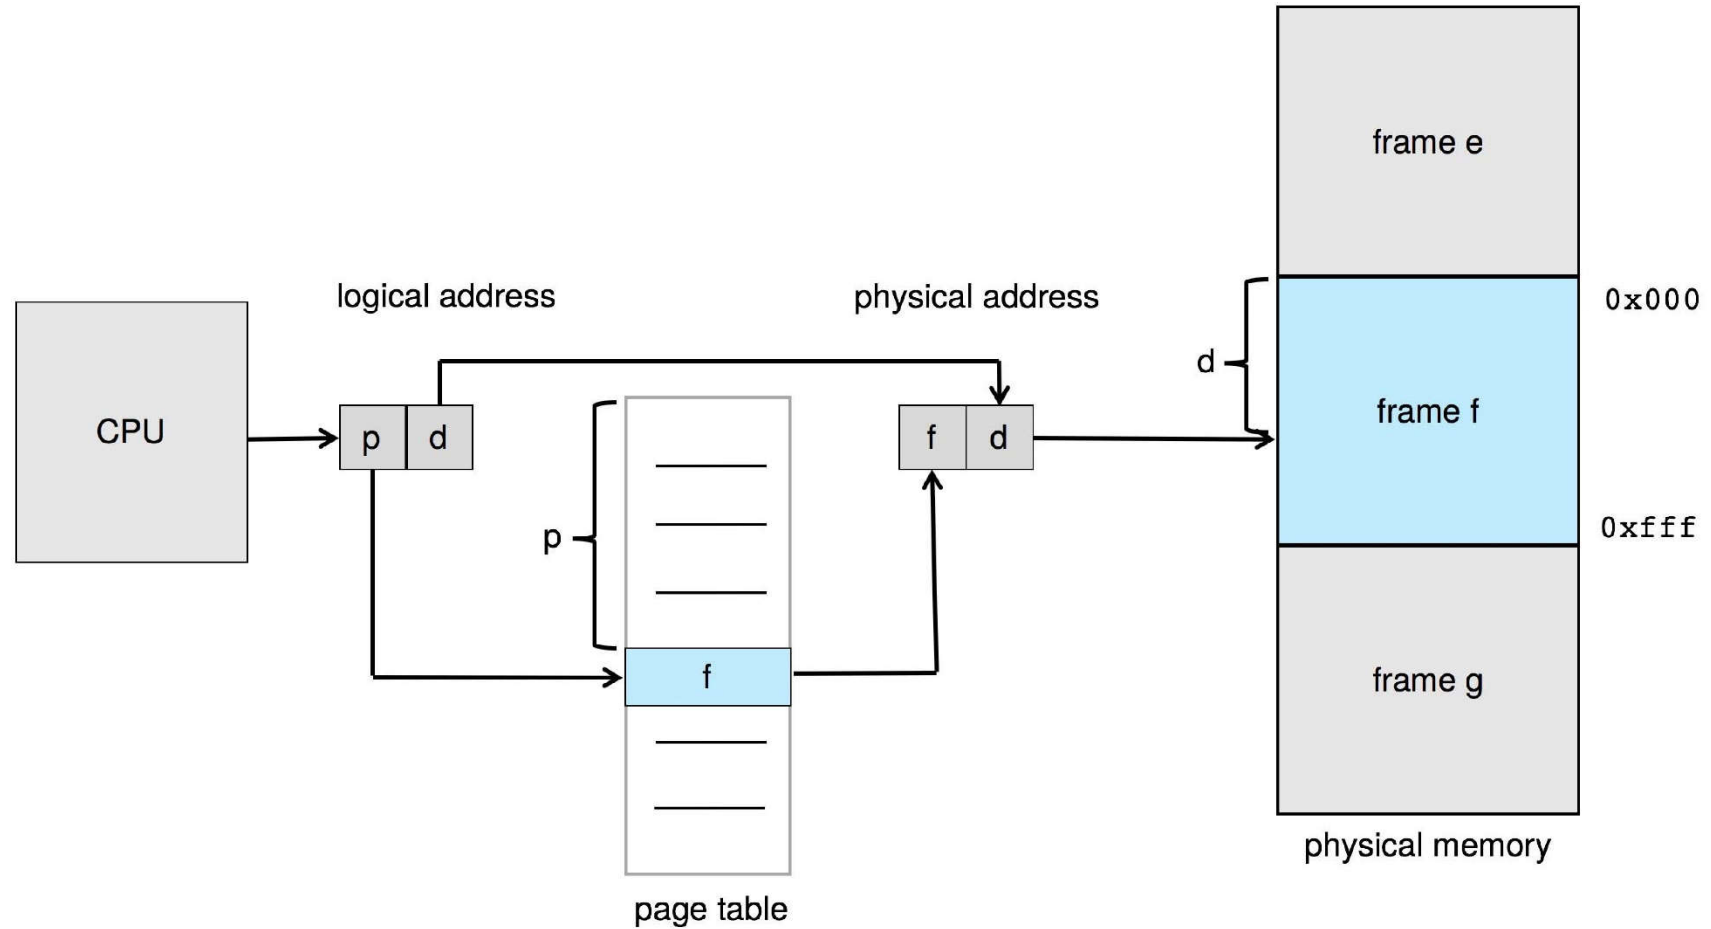 frame e
logical address
physical address
0x000
d
CPU
p
d
f
d
frame f
p
0xfff
f
frame g
physical memory
page table